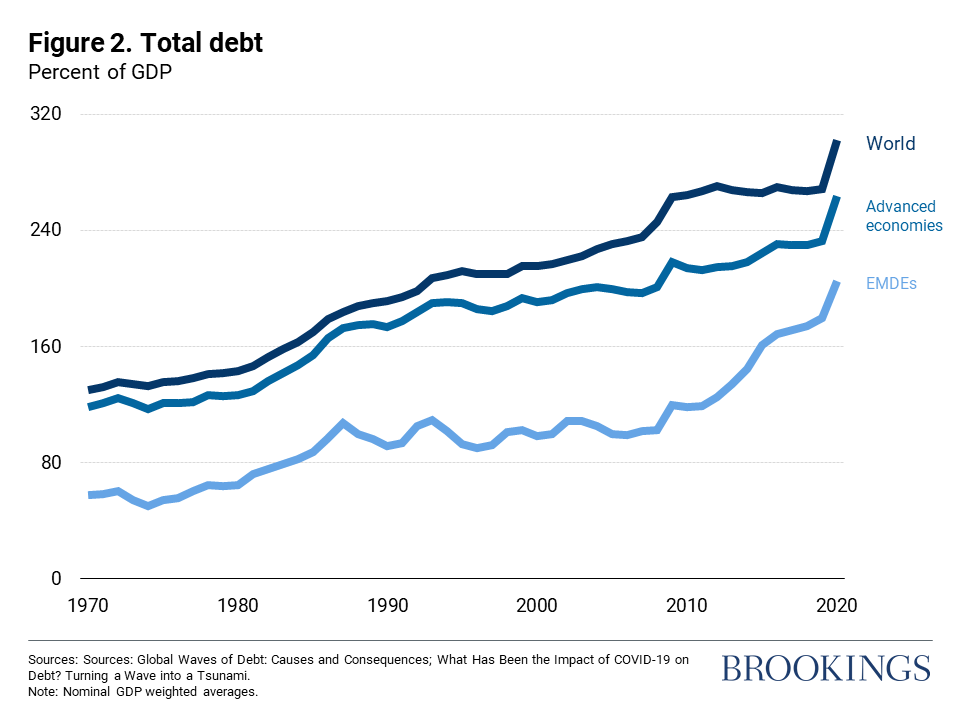 Figure 2. Total debt
Percent of GDP
320
World
Advanced
economies
240
EMDEs
160
80
0
1970 1980 1990 2000 2010 2020
Sources: Sources: Global Waves of Debt: Causes and Consequences; What Has Been the Impact of COVID-19 on
Debt? Turning a Wave into a Tsunami.
Note: Nominal GDP weighted averages.
BROOKINGS